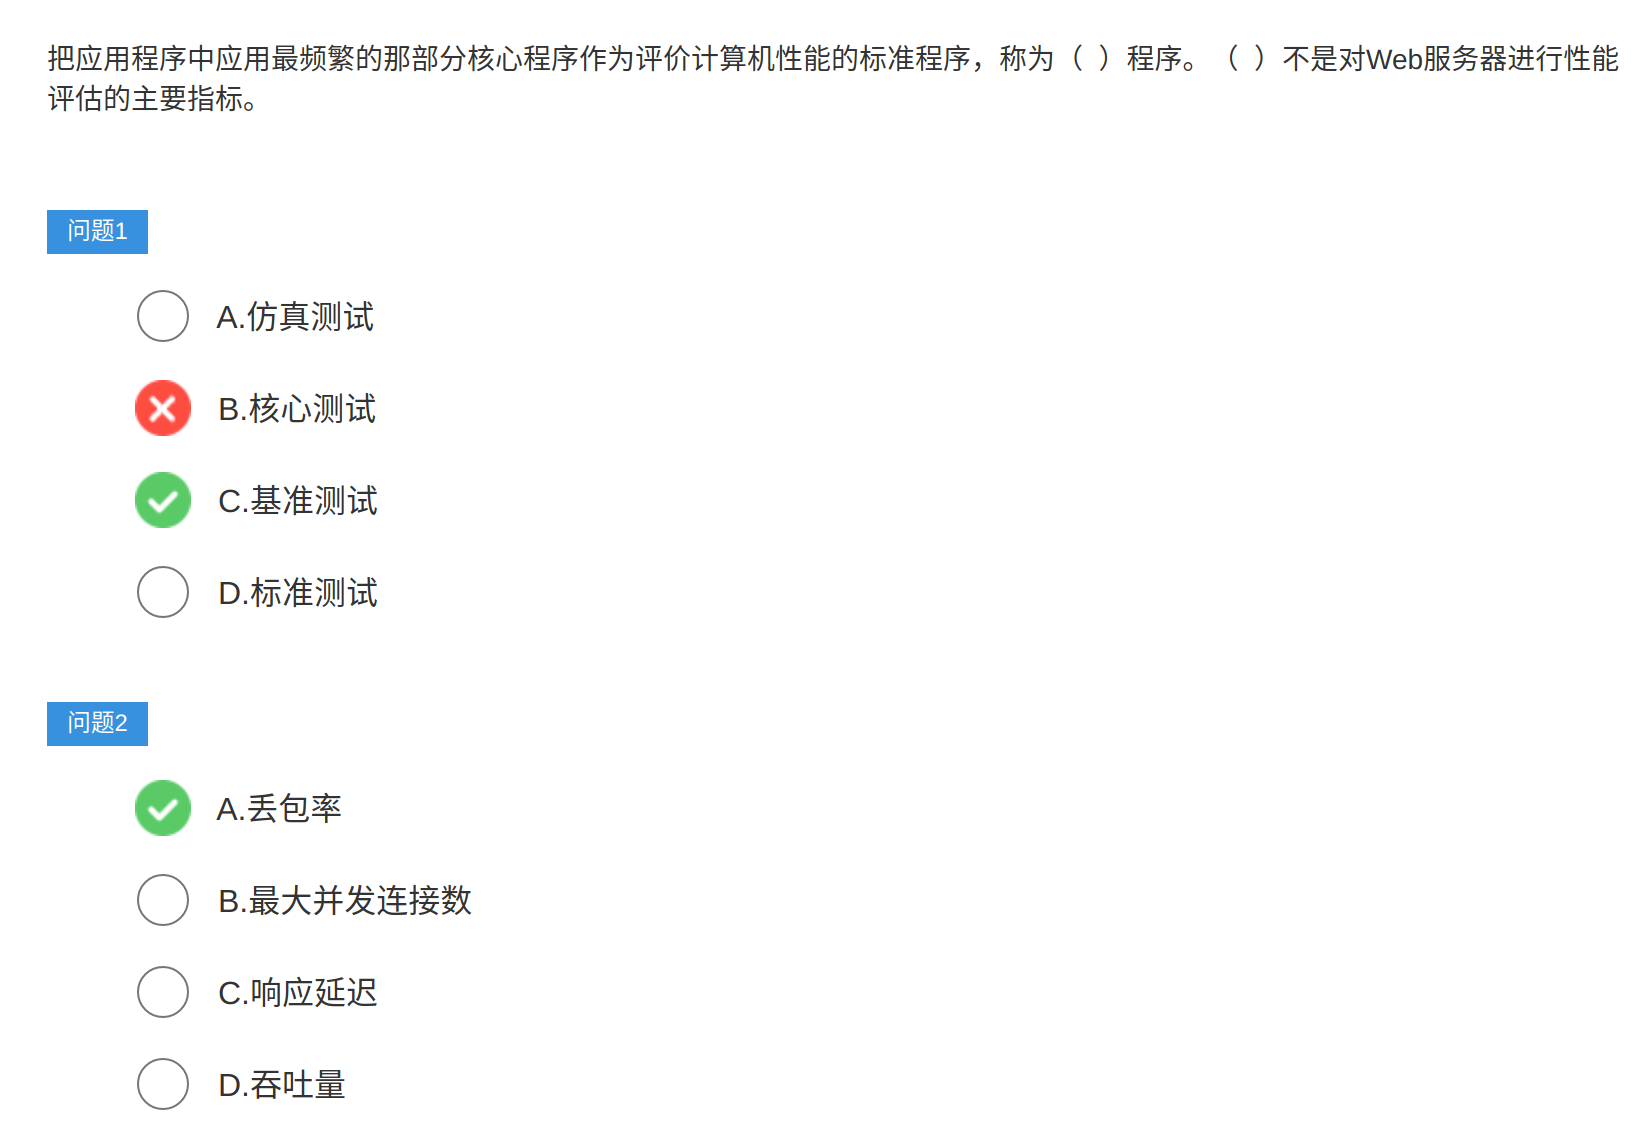 把应用程序中应用最频繁的那部分核心程序作为评价计算机性能的标准程序，称为（  ）程序。（  ）不是对Web服务器进行性能
评估的主要指标。
问题1
A.仿真测试
B.核心测试
C.基准测试
D.标准测试
问题2
A.丢包率
B.最大并发连接数
C.响应延迟
D.吞吐量